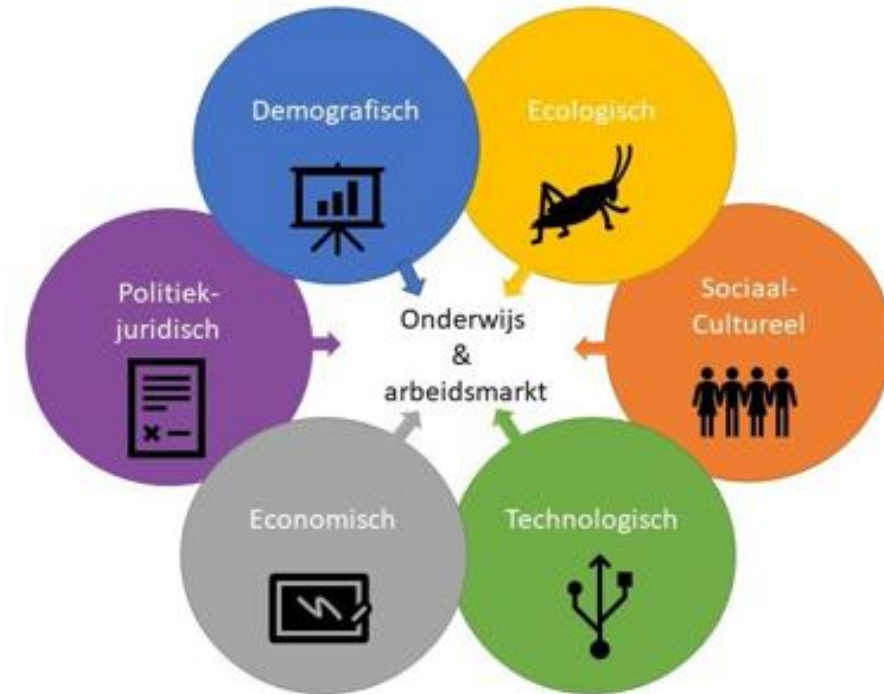 Demografisch
Ecologisch
Politiek-
juridisch
Sociaal-
Cultureel
Onderwijs
&
arbeidsmarkt
Economisch
Technologisch